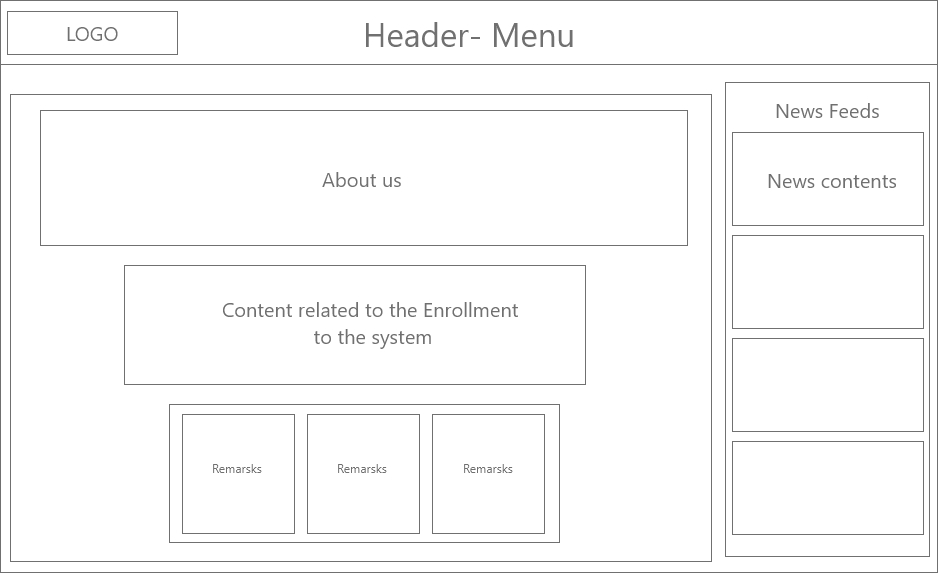 LOGO
Header- Menu
About us
Content related to the Enrollment
to the system
Remarsks
Remarsks
Remarsks
News Feeds
News contents